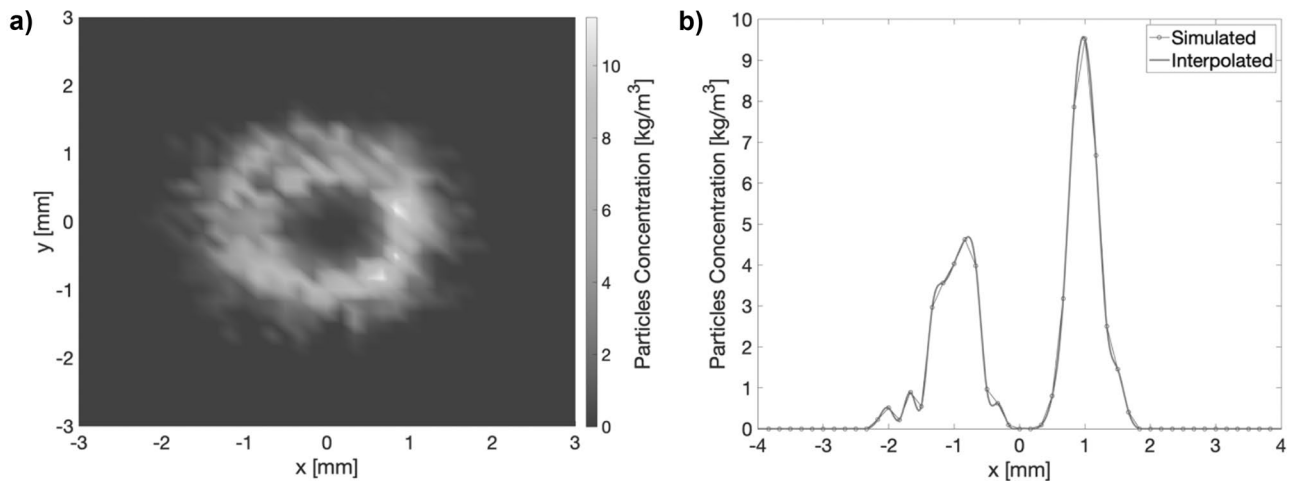 a)
3
2
1
0
-1
-2
-3
y [mm]
-3 -2 -1 0 1 2 3
x [mm]
10
8
6
4
2
0
Particles Concentration [kg/m³]
b)
10
9
8
7
6
5
4
3
2
1
0
Particles Concentration [kg/m³]
-4 -3 -2 -1 0 1 2 3 4
x [mm]
Simulated
Interpolated